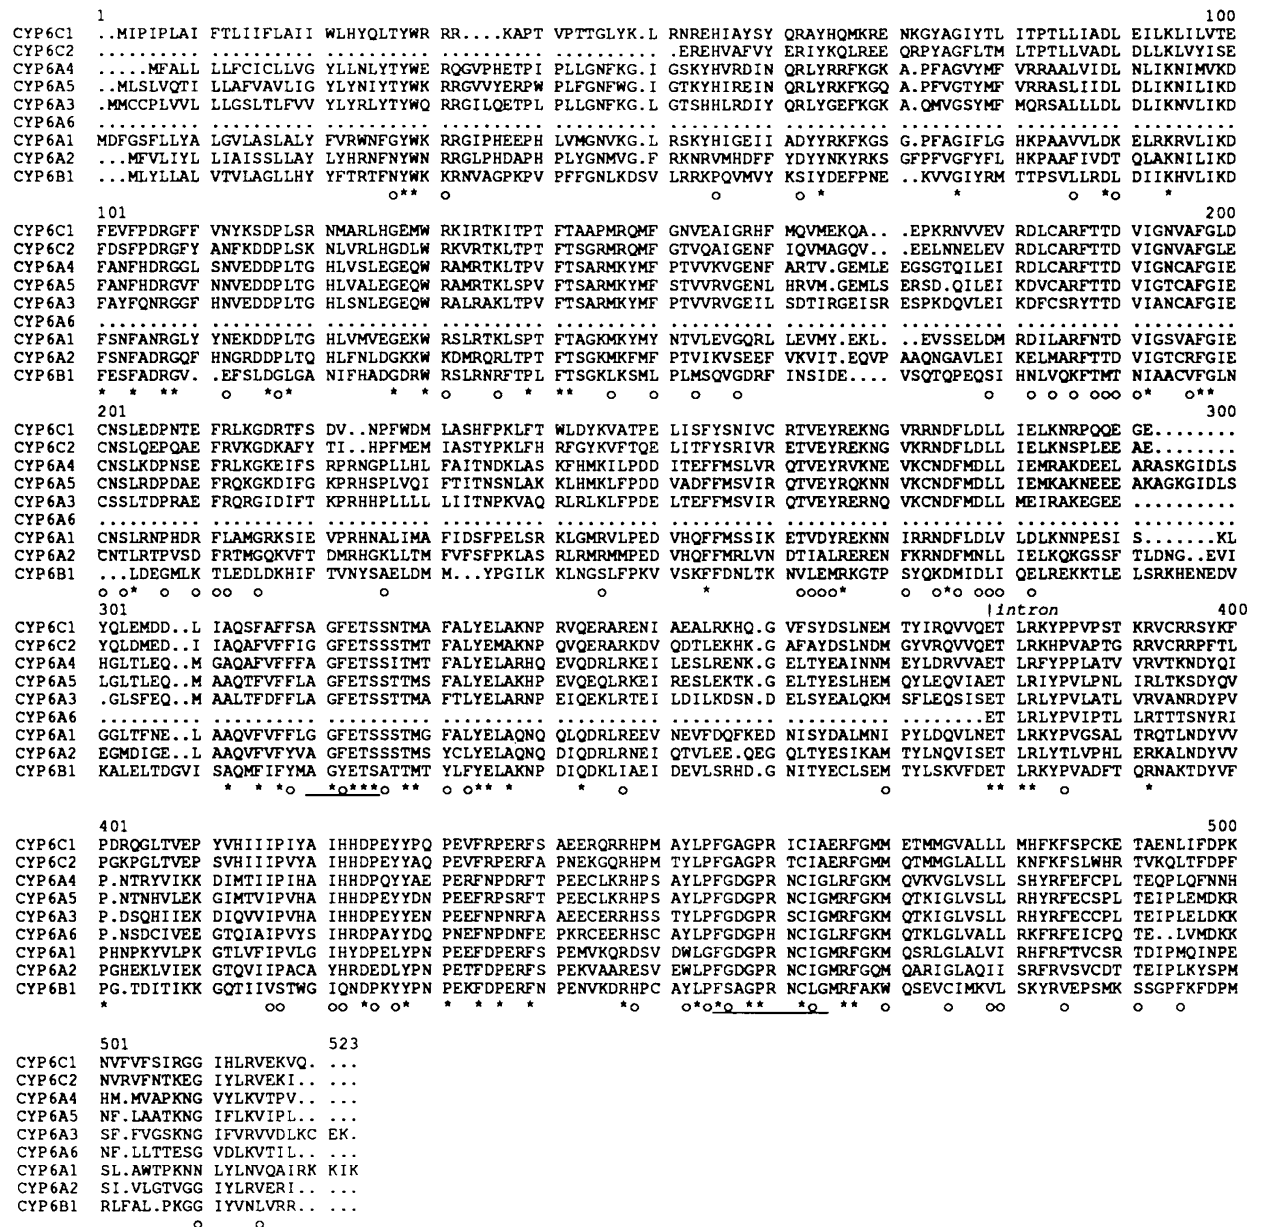 1 100
CYP6C1 ..MIPIPLAI FTLIIFLAII WLHYQLTYWR RR....KAPT VPTTGLYK.L RNREHIAYSY QRAYHQMKRE NKGYAGIYTL ITPTLLIADL EILKLILVTE
CYP6C2 .......... .......... .......... .......... .......... ..EREHVAFVY ERIYKQLREE QRPYAGFLTM LTPTLLVADL DLLKLVYISE
CYP6A4 .....MFALL LLFCICLLVG YLLNLYTYWE RQGVPHETPI PLLGNFKG.I GSKYHVRDIN QRLYRRFKGK A.PFAGVYMF VRRAALVIDL NLIKNIMVKD
CYP6A5 ..MLSLVQTI LLAFVAVLIG YLYNIYTYWE RRGVVYERPW PLFGNFWG.I GTKYHIREIN QRLYRKFKGQ A.PFVGTYMF VRRASLIIDL DLIKNILIKD
CYP6A3 .MMCCPLVVL LLGSLTLFVV YLYRLYTYWQ RRGILQETPL PLLGNFKG.L GTSHHLRDIY QRLYGEFKGK A.QMVGSYMF MQRSALLLDL DLIKNVLIKD
CYP6A6 .......... .......... .......... .......... .......... .......... .......... .......... .......... ..........
CYP6A1 MDFGSFLLYA LGVLASLALY FVRWNFGYWK RRGIPHEEPH LVMGNVKG.L RSKYHIGEII ADYYRKFKGS G.PFAGIFLG HKPAAVVLDK ELRKRVLIKD
CYP6A2 ...MFVLIYL LIAISSLLAY LYHRNFNYWN RRGLPHDAPH PLYGNMVG.F RKNRVMHDFF YDYYNKYRKS GFPFVGFYFL HKPAAFIVDT QLAKNILIKD
CYP6B1 ...MLYLLAL VTVLAGLLHY YFTRTFNYWK KRNVAGPKPV PFFGNLKDSV LRRKPQVMVY KSIYDEFPNE ..KVVGIYRM TTPSVLLRDL DIIKHVLIKD
o** o o o* * *o *
101 200
CYP6C1 FEVFPDRGFF VNYKSDPLSR NMARLHGEMW RKIRTKITPT FTAAPMRQMF GNVEAIGRHF MQVMEKQA.. .EPKRNVVEV RDLCARFTTD VIGNVAFGLD
CYP6C2 FDSFPDRGFY ANFKDDPLSK NLVRLHGDLW RKVRTKLTPT FTSGRMRQMF GTVQAIGENF IQVMAGQV.. .EELNNELEV RDLCARFTTD VIGNVAFGLE
CYP6A4 FANFHDRGGL SNVEDDPLTG HLVSLEGEQW RAMRTKLTPV FTSARMKYMF PTVVKVGENF ARTV.GEMLE EGSGTQILEI RDLCARFTTD VIGNCAFGIE
CYP6A5 FANFHDRGVF NNVEDDPLTG HLVALEGEQW RAMRTKLSPV FTSARMKYMF STVVRVGENL HRVM.GEMLS ERSD.QILEI KDVCARFTTD VIGTCAFGIE
CYP6A3 FAYFQNRGGF HNVEDDPLTG HLSNLEGEQW RALRAKLTPV FTSARMKYMF PTVVRVGEIL SDTIRGEISR ESPKDQVLEI KDFCSRYTTD VIANCAFGIE
CYP6A6 .......... .......... .......... .......... .......... .......... .......... .......... .......... ..........
CYP6A1 FSNFANRGLY YNEKDDPLTG HLVMVEGEKW RSLRTKLSPT FTAGKMKYMY NTVLEVGQRL LEVMY.EKL. .EVSSELDM RDILARFNTD VIGSVAFGIE
CYP6A2 FSNFADRGQF HNGRDDPLTQ HLFNLDGKKW KDMRQRLTPT FTSGKMKFMF PTVIKVSEEF VKVIT.EQVP AAQNGAVLEI KELMARFTTD VIGTCRFGIE
CYP6B1 FESFADRGV. .EFSLDGLGA NIFHADGDRW RSLRNRFTPL FTSGKLKSML PLMSQVGDRF INSIDE.... VSQTQPEQSI HNLVQKFTMT NIAACVFGLN
* * ** o *o* * * o o * ** o o o o o o o o ooo o* o**
201 300
CYP6C1 CNSLEDPNTE FRLKGDRTFS DV..NPFWDM LASHFPKLFT WLDYKVATPE LISFYSNIVC RETVEYREKNG VRRNDFLDLL IELKNRPQQE GE........
CYP6C2 CNSLQEPQAE FRVKGDKAFY TI..HPFMEM IASTYPKLFH RFGYKVFTQE LITFFYSLVR ETVEYREKNG VKRNDFLDLL IELKNSPLEE AE........
CYP6A4 CNSLKDPNSE FRLKGKEIFS RPRNGPLLHL FAITNDKLAS KFHMKILPDD ITEFFMSLVR QTVEYRVKNE VKCNDFMDLL IEMRAKDEEL ARASKGIDLS
CYP6A5 CNSLRDPDAE FRQKGKDIFG KPRHSPLVQI FTITNSNLAK KLHMKLFPDD VADFFMSVIR QTVEYRQKNN VKCNDFMDLL IEMKAKNEEE AKAGKGIDLS
CYP6A3 CSSLTDPRAE FRQRGIDIFT KPRHHPLLLL LIITNPKVAQ RLRLKLFPDE LTEFFMSVIR QTVEYRERNQ VKCNDFMDLL MEIRAKEGEE ..........
CYP6A6 .......... .......... .......... .......... .......... .......... .......... .......... .......... ..........
CYP6A1 CNSLRNPHDR FLAMGRKSIE VPRHNALIMA FIDSFPELSR KLGMRVLPED VHQFFMSSIK ETVDYREKNN IRRNDFLDLV LDLKNNPESI S.......KL
CYP6A2 CNTLRTPVSD FRTMGQKVFT DMRHGKLLTM FVFSFPKLAS RLRMRMMPED VHQFFMRLVN DTIALREREN FKRNDFMNLL IELKQKGSSF TLDNG..EVI
CYP6B1 ...LDEGMLK TLEDLDKHIF TVNYSAELDM M...YPGILK KLNGSLFPKV VSKFFDNLTK NVLEMRKGTP SYQKDMIDLI QELREKKTLE LSRKHENEDV
o o* o o oo o o o * oooo* o o*o ooo o
301 |intron 400
CYP6C1 YQLEMDD..L IAQSFAFFSA GFETSSNTMA FALYELAKNP RVQERARENI AEALRKHQ.G VFSYDSLNEM TYIRQVVQET LRKYPPVPST KRVCRRSYKF
CYP6C2 YQLDMED..I IAQAFVFFIG GFETSSSTMT FALYEMAKNP QVQERARKDV QDTLEKHK.G AFAYDSLNDM GYVRQVVQET LRKHPVAPTG RRVCRRPFTL
CYP6A4 HGLTLEQ..M GAQAFVFFFA GFETSSSITMT FALYELARHQ EVQDRLRKEI LESLRENK.G ELTYEAINNM EYLDRVVAET LRFYPPLATV VRVTKNDYQI
CYP6A5 LGLTLEQ..M AAQTFVFFLA GFETSSSTTMS FALYELAKHP EVQEQLRKEI RESLEKTK.G ELTYESLHEM QYLEQVIAET LRIYPVLPNL IRLTKSDYQV
CYP6A3 .GLSFEQ..M AALTFDFFLA GFETSSSTTMA FTLYELARNP EIQEKLRTEI LDILKDSN.D ELSYEALQKM SFLEQSISET LRLYPVLATL VRVANRDYPV
CYP6A6 .......... .......... .......... .......... .......... .......... .......... ........ET LRLYPVIPTL LRTTTSNYRI
CYP6A1 GGLTFNE..L AAQVFVFFLG GFETSSSTMG FALYELAQNQ QLQDRLREEV NEVFDQFKED NISYDALMNI PYLDQVLNET LRKYPVGSAL TRQTLNDYVV
CYP6A2 EGMDIGE..L AAQVFVFYVA GFETSSSTMS YCLYELAQNQ DIQDRLRNEI QTVLEE.QEG QLTYESIKAM TYLNQVISET LRLYTLVPHL ERKALNDYVV
CYP6B1 KALELTDGVI SAQMFIFYMA GYETSATTMT YLFYELAKNP DIQDKLIAEI DEVLSRHD.G NITYECLSEM TYLSKVFDET LRKYPVADFT QRNAKTDYVF
* * *o *o***o ** o o** * * o o ** ** o *
401 500
CYP6C1 PDRQGLTVEP YVHIIIPIYA IHHDPEYYPQ PEVFRPERFS AEERQRRHPM AYLPFGAGPR ICIAERFGMM ETMMGVALLL MHFKFSPCKE TAENLIFDPK
CYP6C2 PGKPGLTVEP SVHIIIPVYA IHHDPEYYAQ PEVFRPERFA APNEKGQRHP MTYLPFGAGPR ICIAERFGMM QTMMGLALLL KNFKFSLWHR TVKQLTFDPF
CYP6A4 P.NTRYVIKK DIMTIIPIHA IHHDPQYYAE PERFNPDRFT PEECLKRHPS AYLPFGDGPR NCIGLRFGKM QVKVGLVSLL SHYRFEFCPL TEQPLQFNNH
CYP6A5 P.NTNHVLEK GIMTVIPVHA IHHDPEYYDN PEEFRPSRFT PEECLKRHPS AYLPFGDGPR NCIGMRFGKM QTKIGLVSLL RHYRFECSPL TEIPLEMDKR
CYP6A3 P.DSQHIIEK DIQVVIPVHA IHHDPEYYEN PEEFNPNRFA AEECERRHSS TYLPFGDGPR SCIGMRFGKM QTKIGLVSLL RHYRFECCPL TEIPLELDKK
CYP6A6 P.NSDCIVEE GTQIAIPVYS IHRDPAYYDQ PNEFNPDNFE PKRCEERHSC AYLPFGDGPH NCIGLRFGKM QTKLGLVALL RKFRFEICPQ TE..LVMDKK
CYP6A1 PHNPKYVLPK GTLVFIPVLG IHYDPELYPN PEEFDPERFS PEMVKQRDSV DWLGFGDGPR NCIGMRFGKM QSRLGLALVI RHFRFTVCSR TDIPMQINPE
CYP6A2 PGHEKLVIEK GTQVIIPACA YHRDEDLYPN PETFDPERFS PEKVAARESV EWLPFGDGPR NCIGMRFGQM QARIGLAQII SRFRVSVCDT TEIPLKYSPM
CYP6B1 PG.TDITIKK GQTIIVSTWG IQNDPKYYPN PEKFDPERFN PENVKDRHPC AYLPFSAGPR NCLGMRFAKW QSEVCIMKVL SKYRVEPSMK SSGPFKFDPM
* oo oo *o o* * * * * *o o*o*o ** *o o ** o o oo o o o
501 523
CYP6C1 NVFVFSIRGG IHLRVEKVQ. ...
CYP6C2 NVRVFNTKEG IYLRVEKI.. ...
CYP6A4 HM.MVAPKNG VYLKVTPV.. ...
CYP6A5 NF.LAATKNG IFLKVIPL.. ...
CYP6A3 SF.FVGSKNG IFVRVVDLKC EK.
CYP6A6 NF.LLTTESG VDLKVTIL.. ...
CYP6A1 SL.AWTPKNN LYLNVQAIRK KIK
CYP6A2 SI.VLGTVGG IYLRVERI.. ...
CYP6B1 RLFAL.PKGG IYVNLVRR.. ...
o o